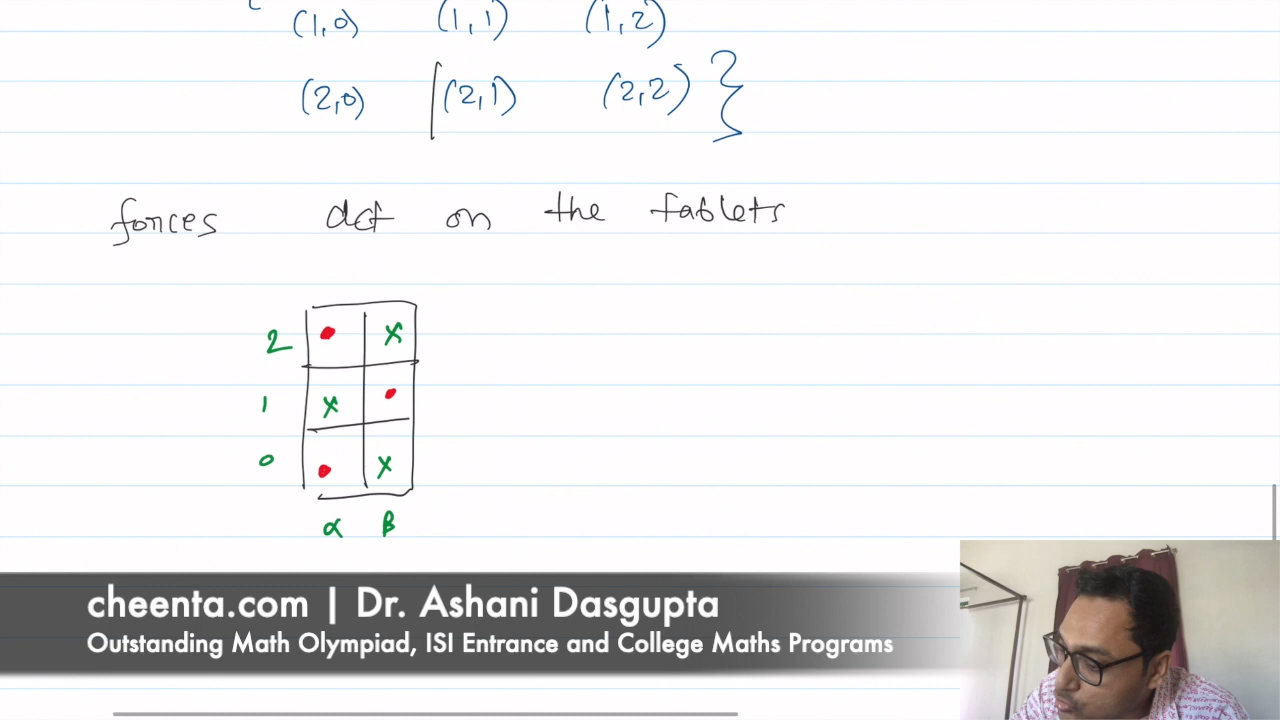 (1,0) (1,1) (1,2)
(2,0) (2,1) (2,2) }
forces act on the tablets
2 x
1 x
0 x
α β
cheenta.com | Dr. Ashani Dasgupta
Outstanding Math Olympiad, ISI Entrance and College Maths Programs